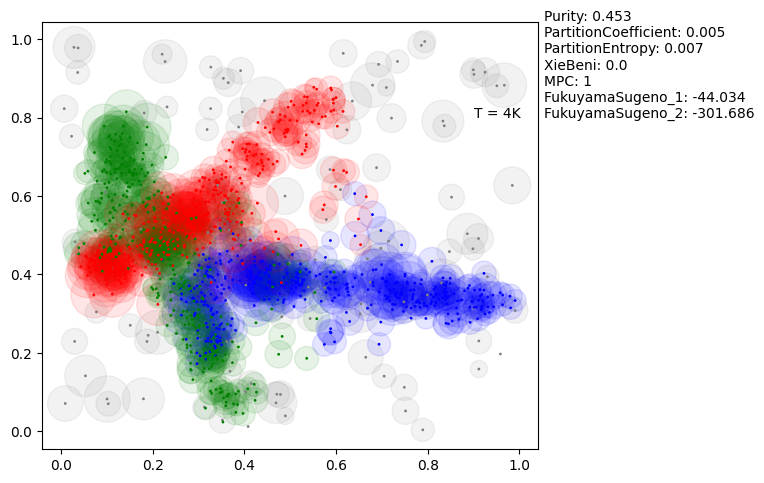 Purity: 0.453
PartitionCoefficient: 0.005
PartitionEntropy: 0.007
XieBeni: 0.0
MPC: 1
FukuyamaSugeno_1: -44.034
FukuyamaSugeno_2: -301.686
T = 4K
1.0
0.8
0.6
0.4
0.2
0.0
0.0 0.2 0.4 0.6 0.8 1.0